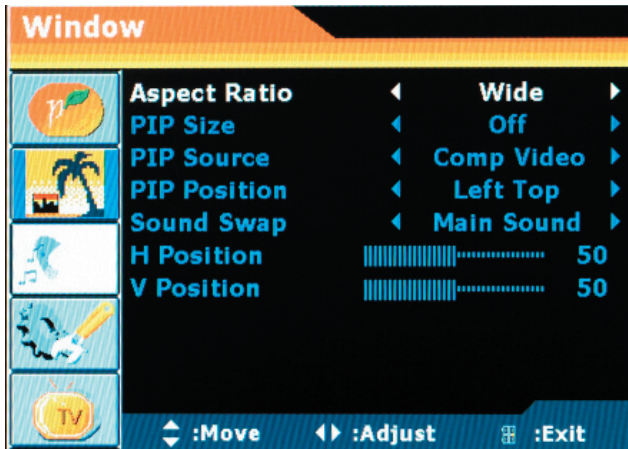 Window
Aspect Ratio Wide
PIP Size Off
PIP Source Comp Video
PIP Position Left Top
Sound Swap Main Sound
H Position 50
V Position 50
TV
:Move :Adjust :Exit